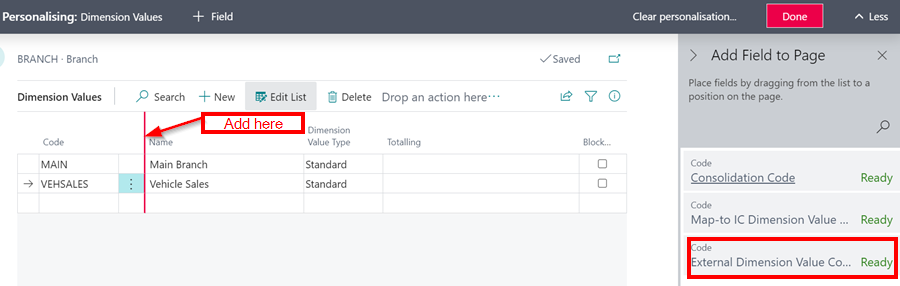 Personalising: Dimension Values + Field Clear personalisation... Done Less
BRANCH · Branch Saved
Dimension Values Search + New Edit List Delete Drop an action here···
Add here
Code Name Dimension Value Type Totalling Block...
MAIN Main Branch Standard
VEHSALES Vehicle Sales Standard
Add Field to Page
Place fields by dragging from the list to a
position on the page.
Code
Consolidation Code Ready
Code
Map-to IC Dimension Value ... Ready
Code
External Dimension Value Co... Ready